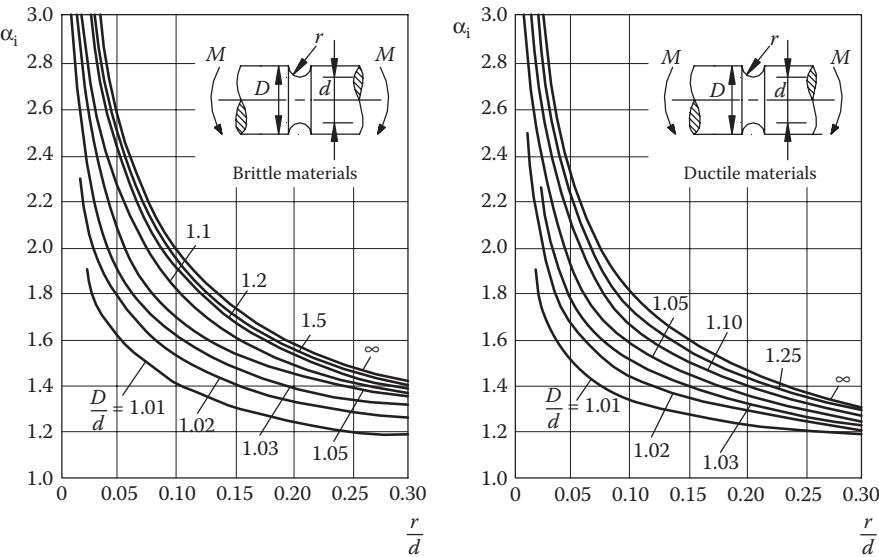 α_i
3.0
2.8
2.6
2.4
2.2
2.0
1.8
1.6
1.4
1.2
1.0
0 0.05 0.10 0.15 0.20 0.25 0.30
r/d
M D d r M
Brittle materials
1.1
1.2
1.5
∞
D/d = 1.01
1.02
1.03
1.05
α_i
3.0
2.8
2.6
2.4
2.2
2.0
1.8
1.6
1.4
1.2
1.0
0 0.05 0.10 0.15 0.20 0.25 0.30
r/d
M D d r M
Ductile materials
1.05
1.10
1.25
∞
D/d = 1.01
1.02
1.03